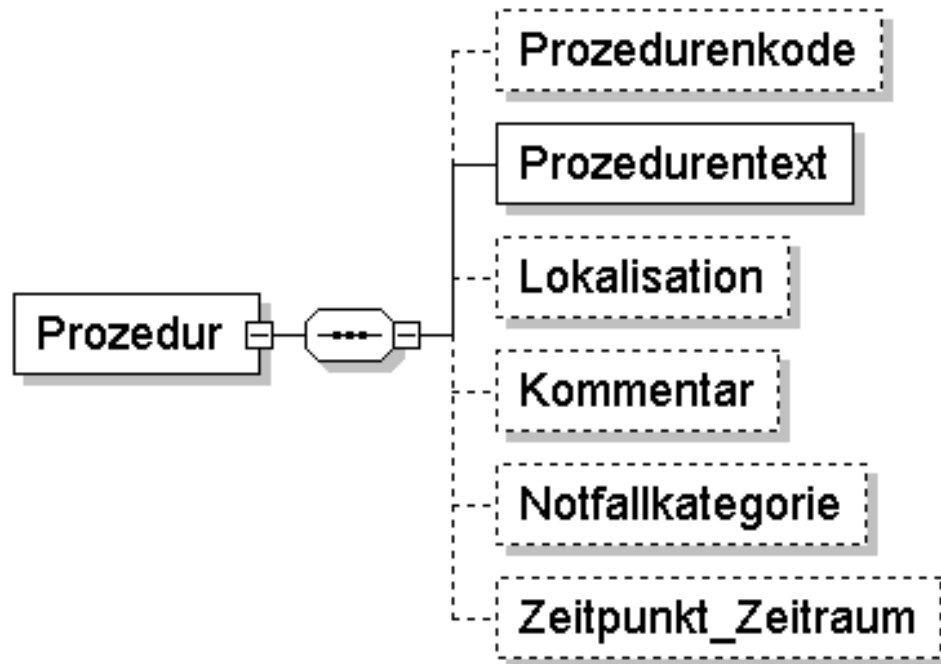 Prozedur
Prozedurenkode
Prozedurentext
Lokalisation
Kommentar
Notfallkategorie
Zeitpunkt_Zeitraum